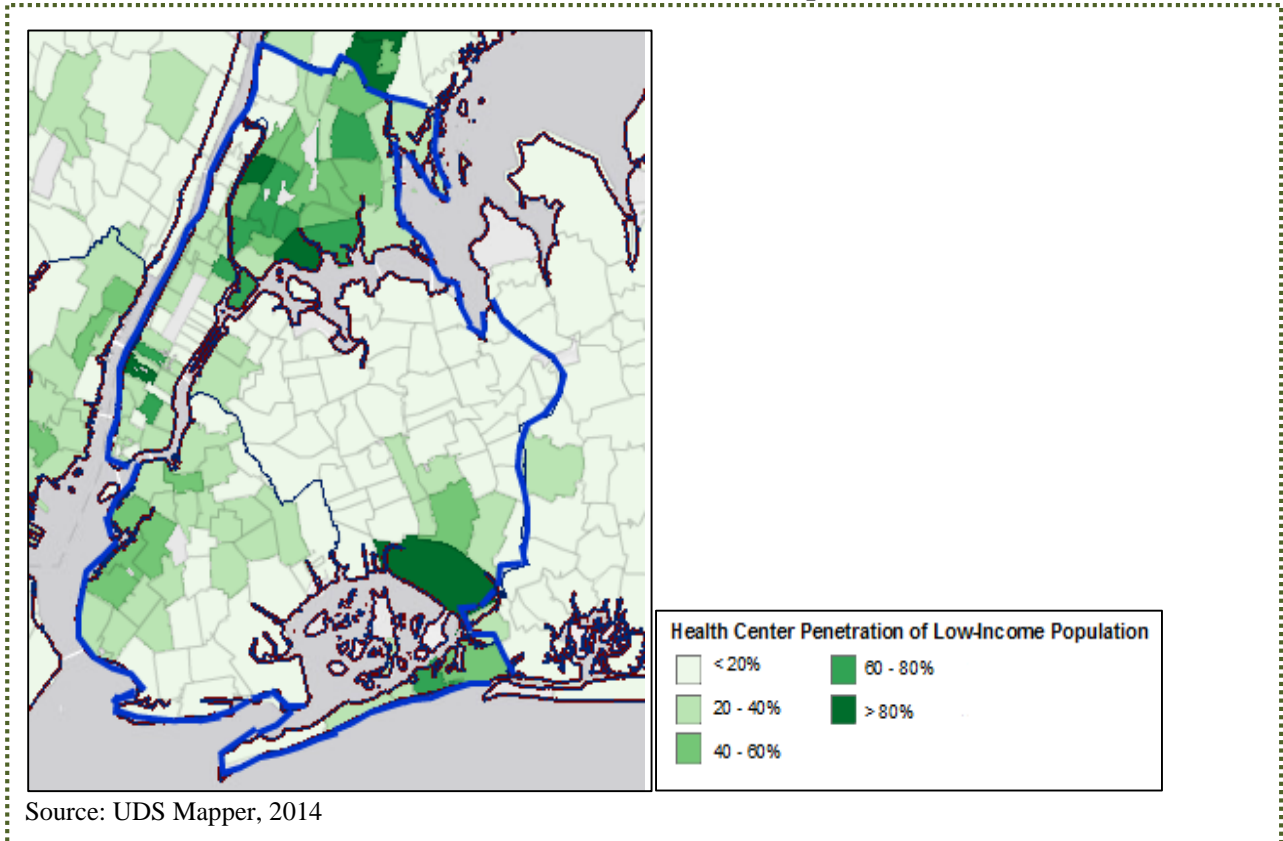 Health Center Penetration of Low-Income Population
<20%
20 - 40%
40 - 60%
60 - 80%
>80%
Source: UDS Mapper, 2014